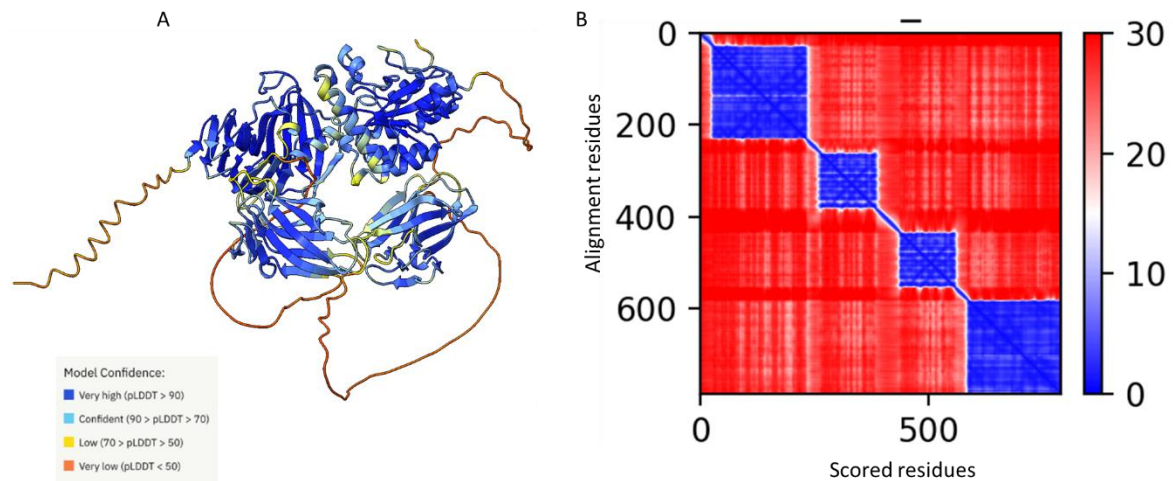 A
Model Confidence:
Very high (pLDDT > 90)
Confident (90 > pLDDT > 70)
Low (70 > pLDDT > 50)
Very low (pLDDT < 50)
B
0
200
400
600
Alignment residues
0
500
Scored residues
30
20
10
0